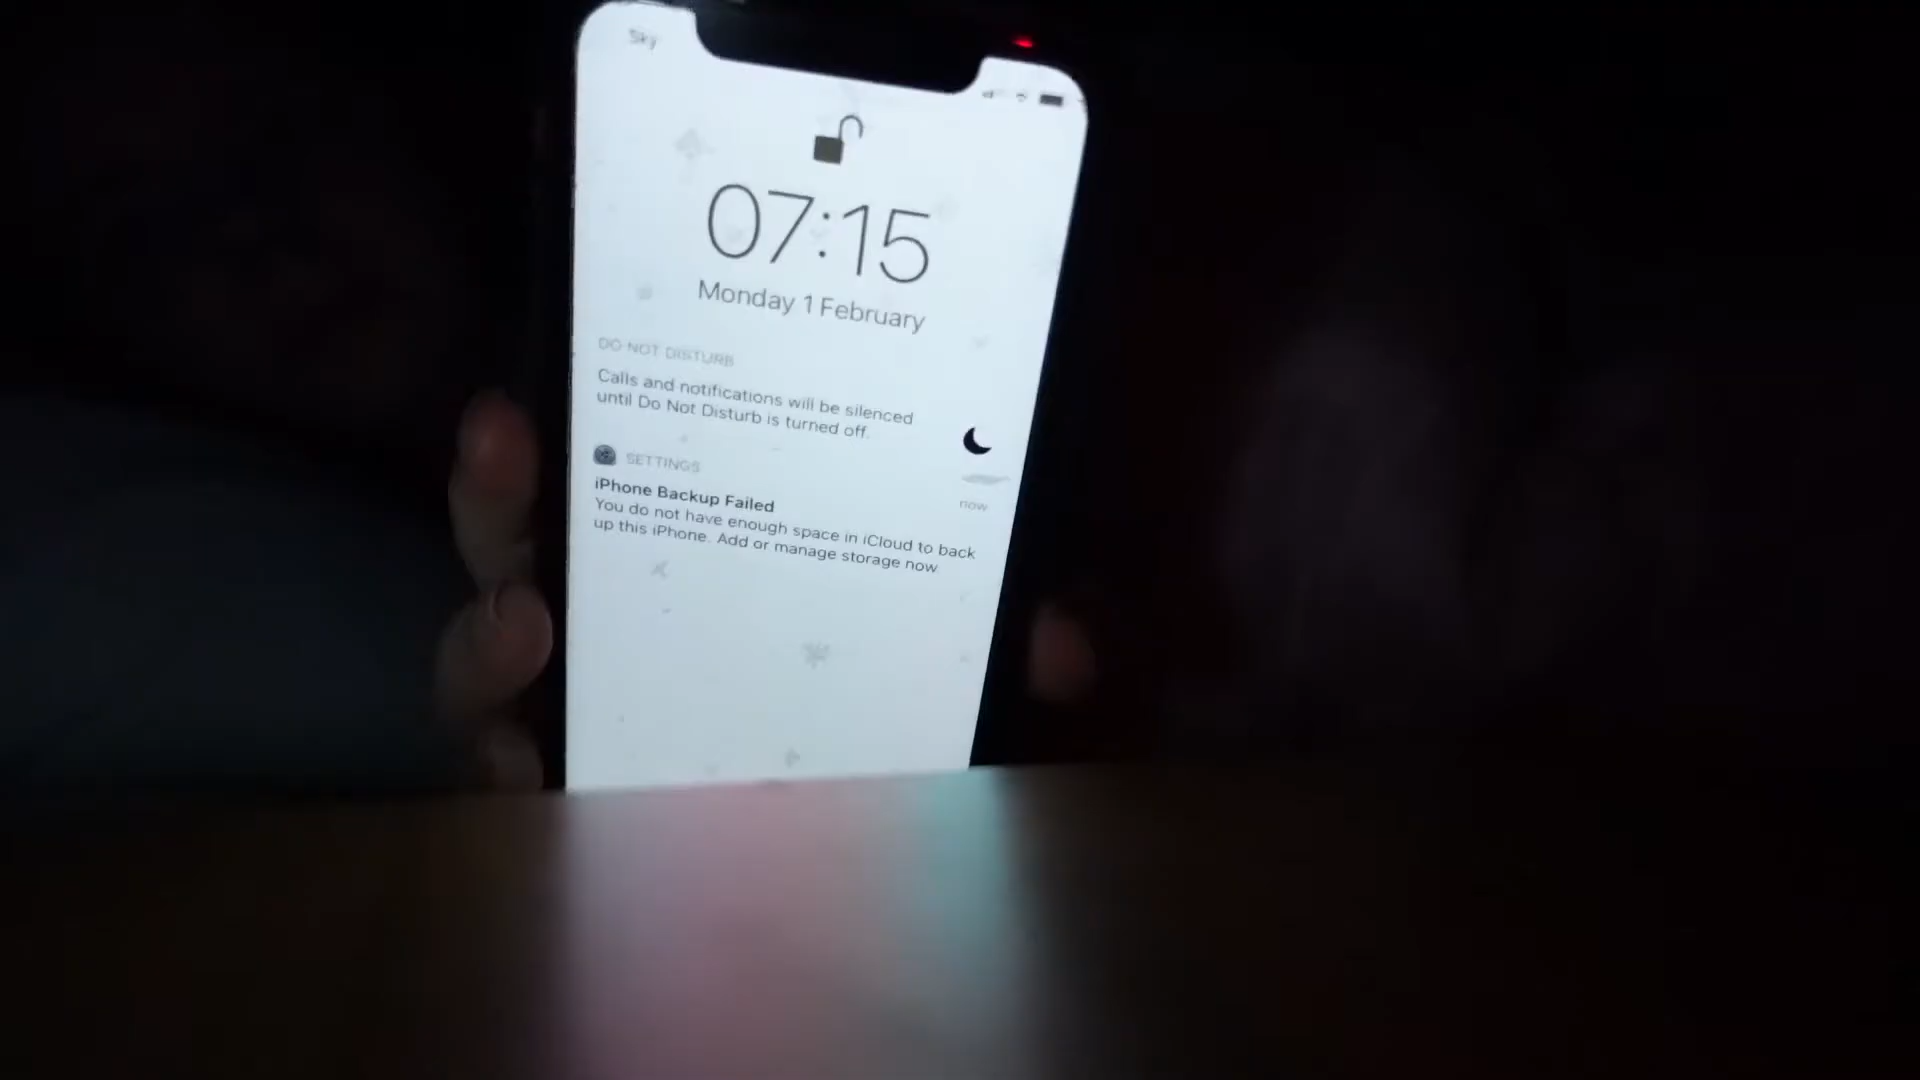 Sky
07:15
Monday 1 February
DO NOT DISTURB
Calls and notifications will be silenced
until Do Not Disturb is turned off.
SETTINGS
now
iPhone Backup Failed
You do not have enough space in iCloud to back
up this iPhone. Add or manage storage now